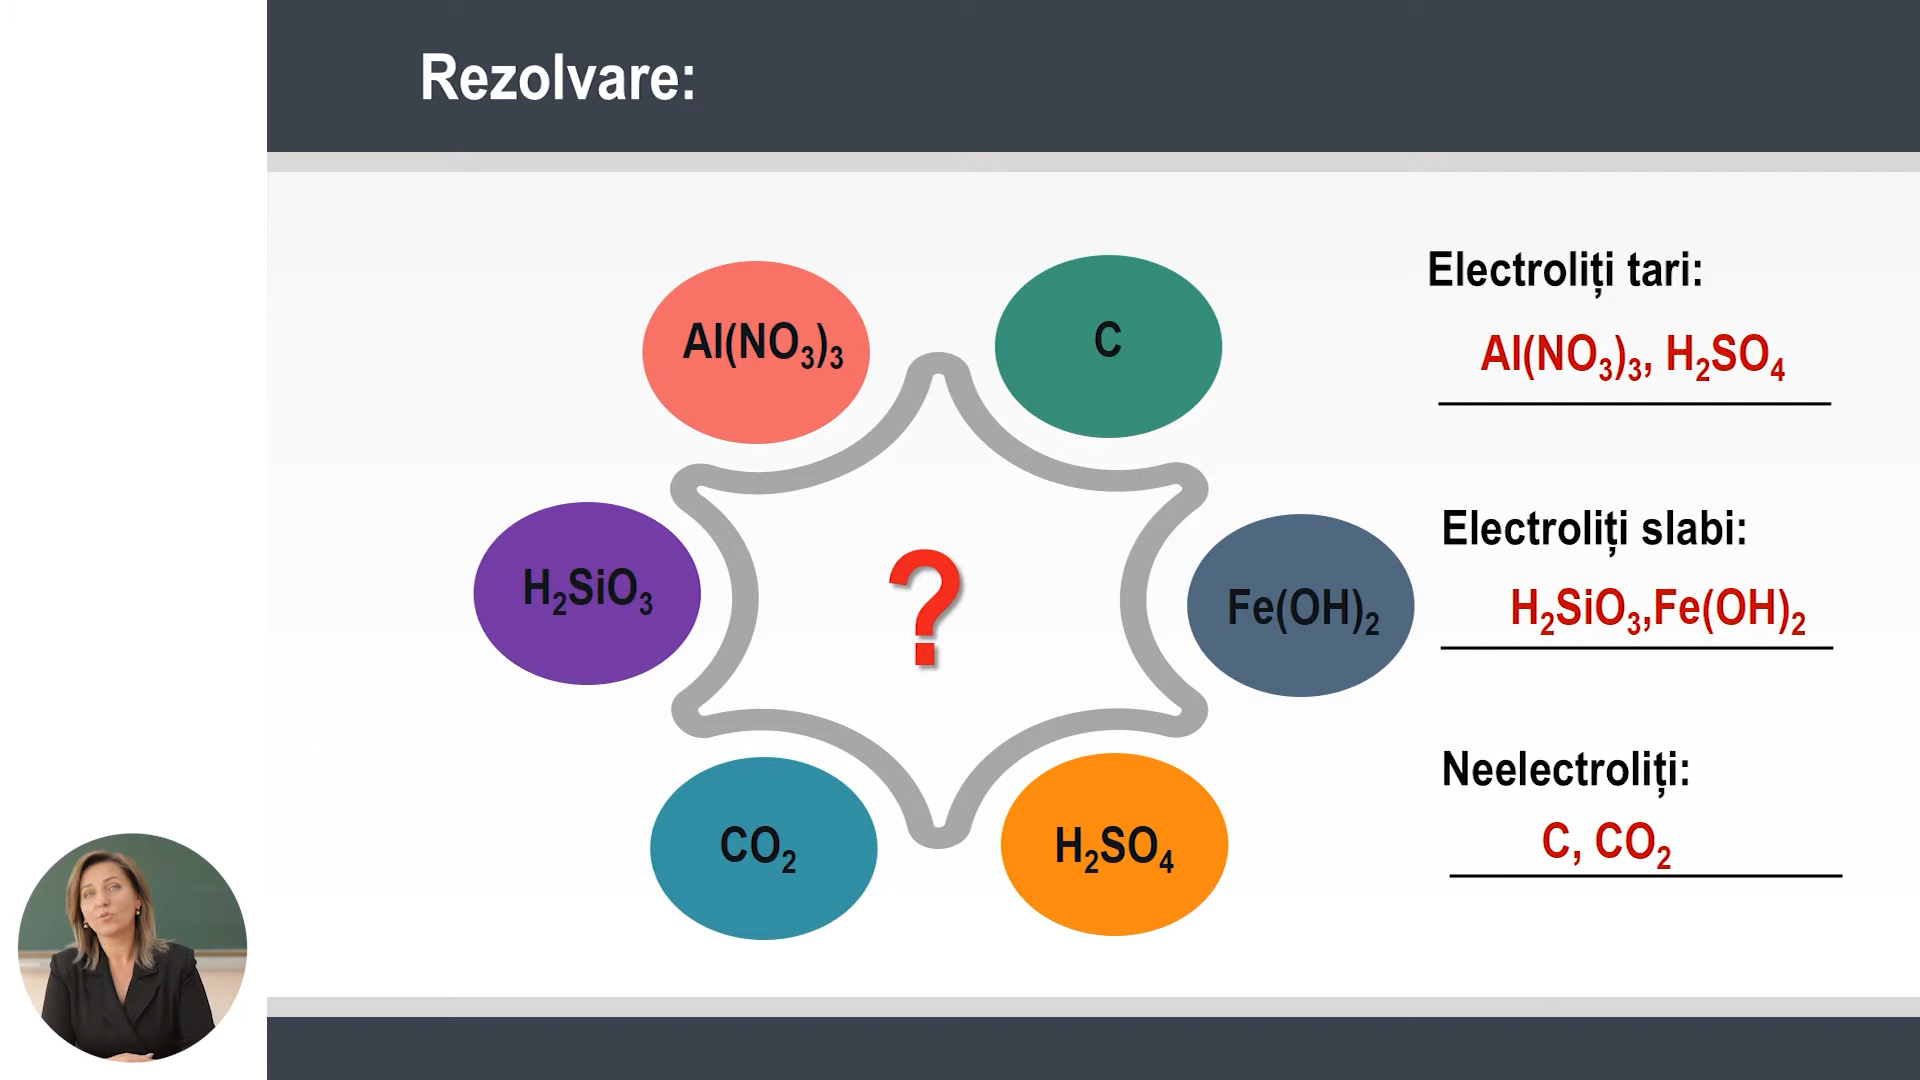 Rezolvare:
Al(NO₃)₃
C
H₂SiO₃
?
Fe(OH)₂
CO₂
H₂SO₄
Electroliți tari:
Al(NO₃)₃, H₂SO₄
Electroliți slabi:
H₂SiO₃,Fe(OH)₂
Neelectroliți:
C, CO₂